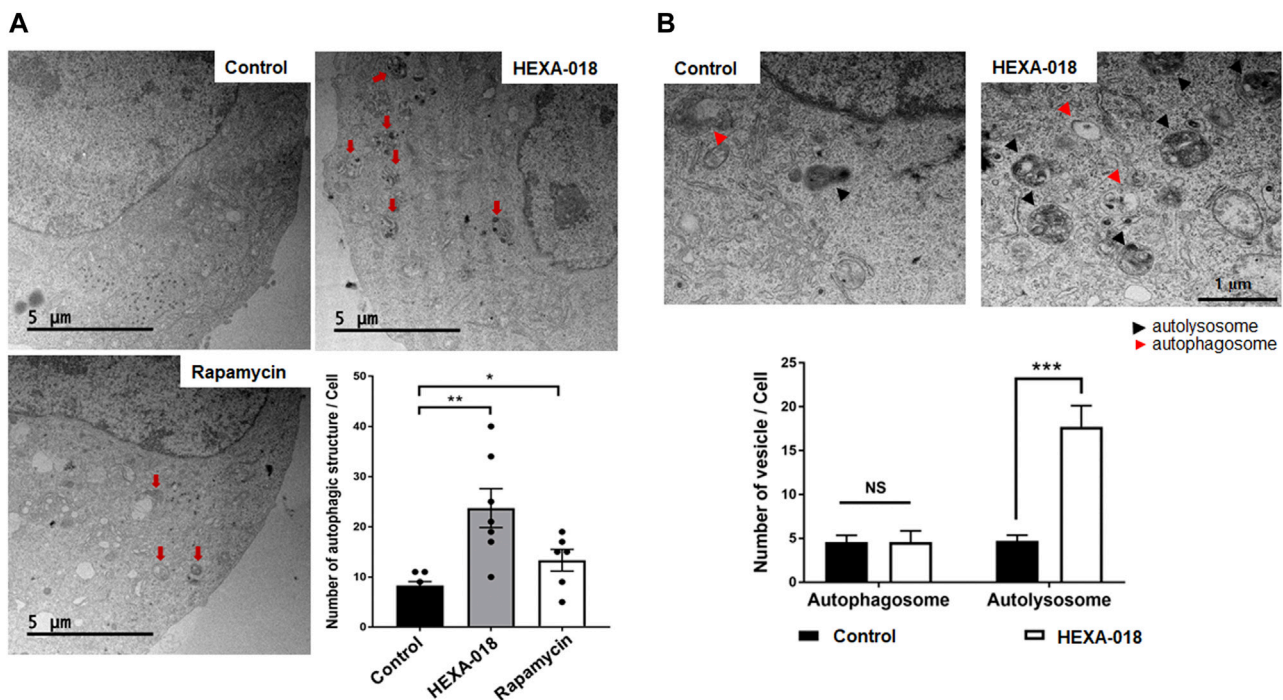 A
Control
5 µm
HEXA-018
5 µm
Rapamycin
5 µm
Number of autophagic structure / Cell
50
40
30
20
10
0
*
**
Control
HEXA-018
Rapamycin
B
Control
HEXA-018
1 µm
autolysosome
autophagosome
Number of vesicle / Cell
25
20
15
10
5
0
NS
***
Autophagosome
Autolysosome
Control
HEXA-018